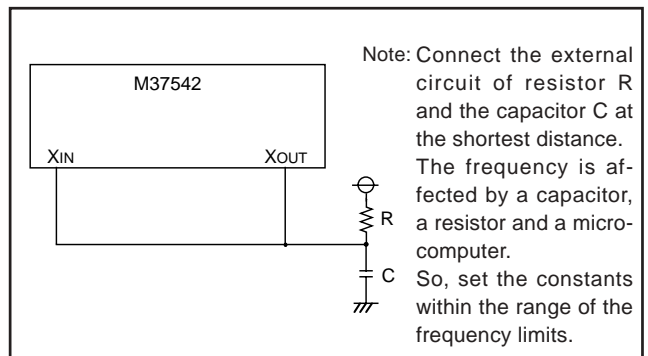 M37542
XIN
XOUT
R
C
Note: Connect the external
circuit of resistor R
and the capacitor C at
the shortest distance.
The frequency is af-
fected by a capacitor,
a resistor and a micro-
computer.
So, set the constants
within the range of the
frequency limits.